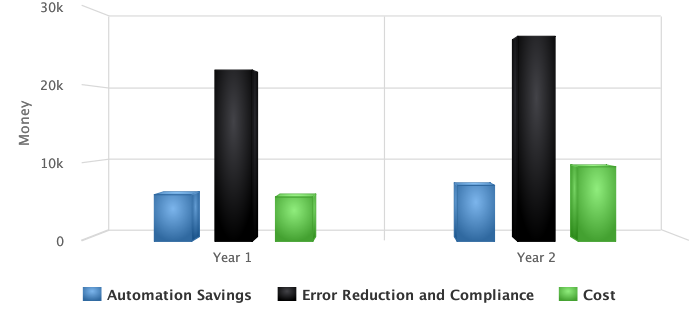 30k
20k
10k
0
Money
Year 1
Year 2
Automation Savings
Error Reduction and Compliance
Cost